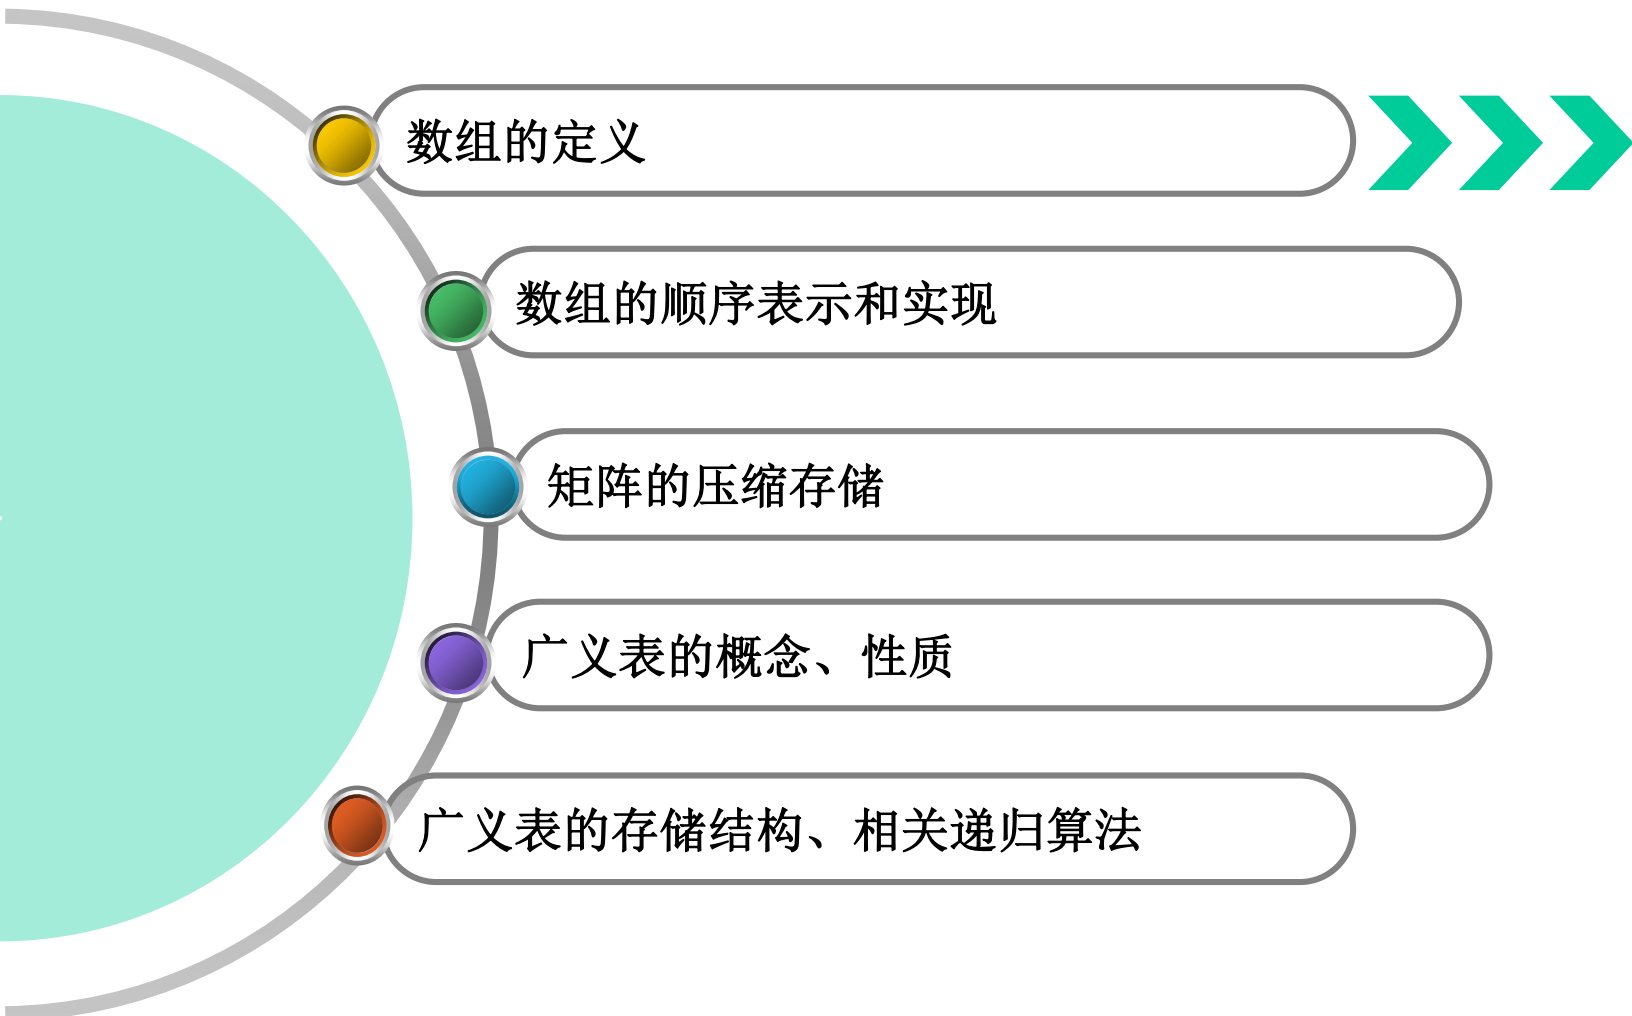 数组的定义
数组的顺序表示和实现
矩阵的压缩存储
广义表的概念、性质
广义表的存储结构、相关递归算法